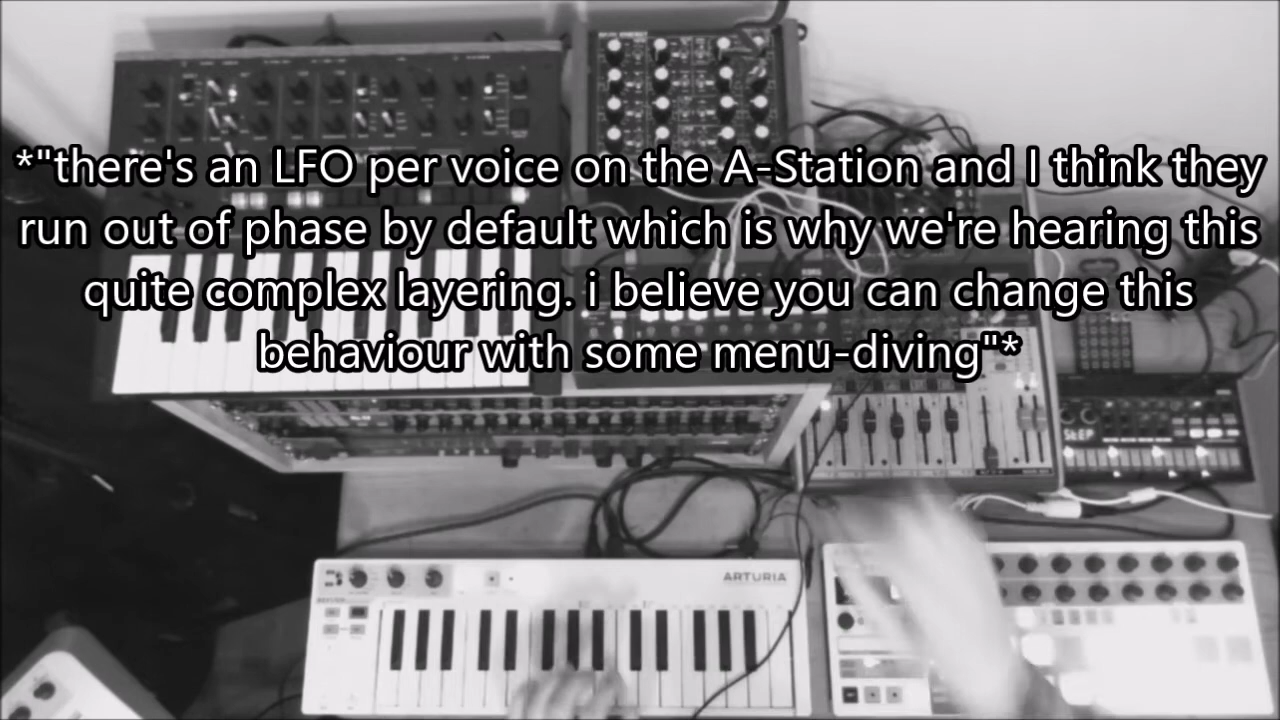 *"there's an LFO per voice on the A-Station and I think they
run out of phase by default which is why we're hearing this
quite complex layering. i believe you can change this
behaviour with some menu-diving"*
ARTURIA